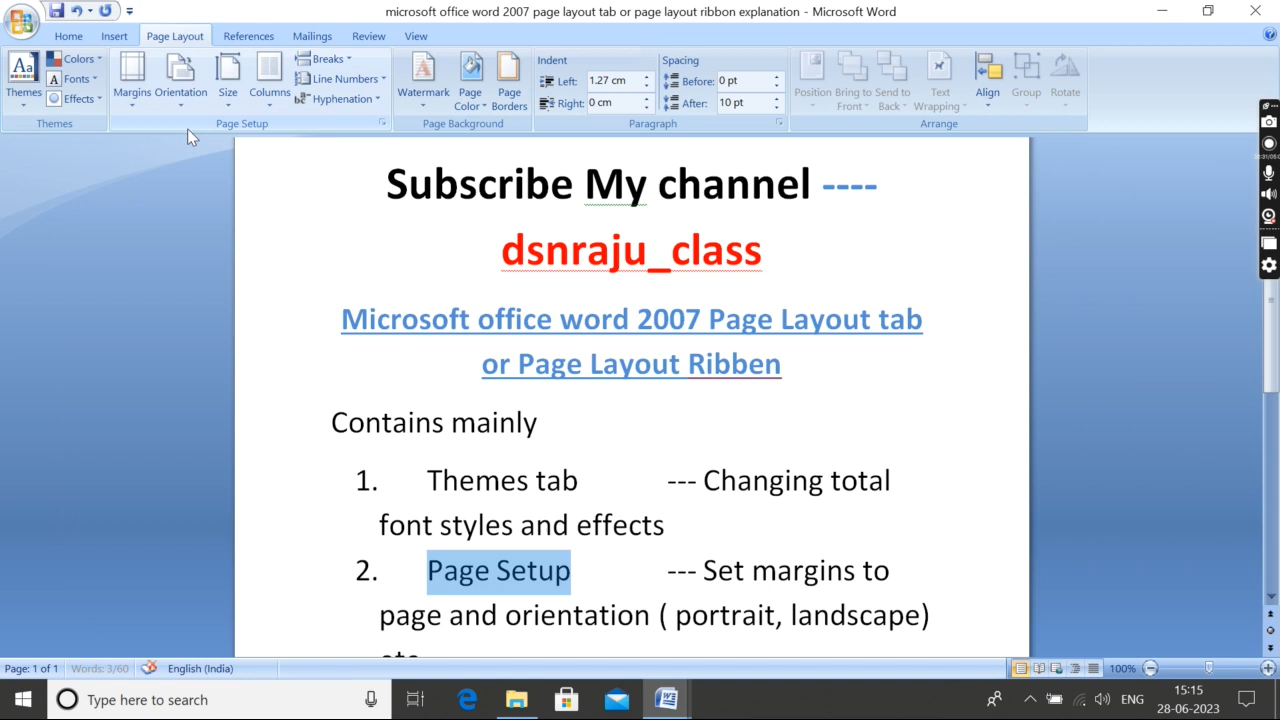 microsoft office word 2007 page layout tab or page layout ribbon explanation - Microsoft Word
Home Insert Page Layout References Mailings Review View
Themes Colors Fonts Effects
Margins Orientation Size Columns Breaks Line Numbers Hyphenation
Watermark Page Color Page Borders
Indent Spacing
Left: 1.27 cm Before: 0 pt
Right: 0 cm After: 10 pt
Position Bring to Front Send to Back Text Wrapping Align Group Rotate
Themes Page Setup Page Background Paragraph Arrange
Subscribe My channel ----
dsnraju_class
Microsoft office word 2007 Page Layout tab
or Page Layout Ribben
Contains mainly
1. Themes tab --- Changing total
font styles and effects
2. Page Setup --- Set margins to
page and orientation ( portrait, landscape)
Page: 1 of 1 Words: 3/60 English (India) 100%
Type here to search ENG 15:15
28-06-2023